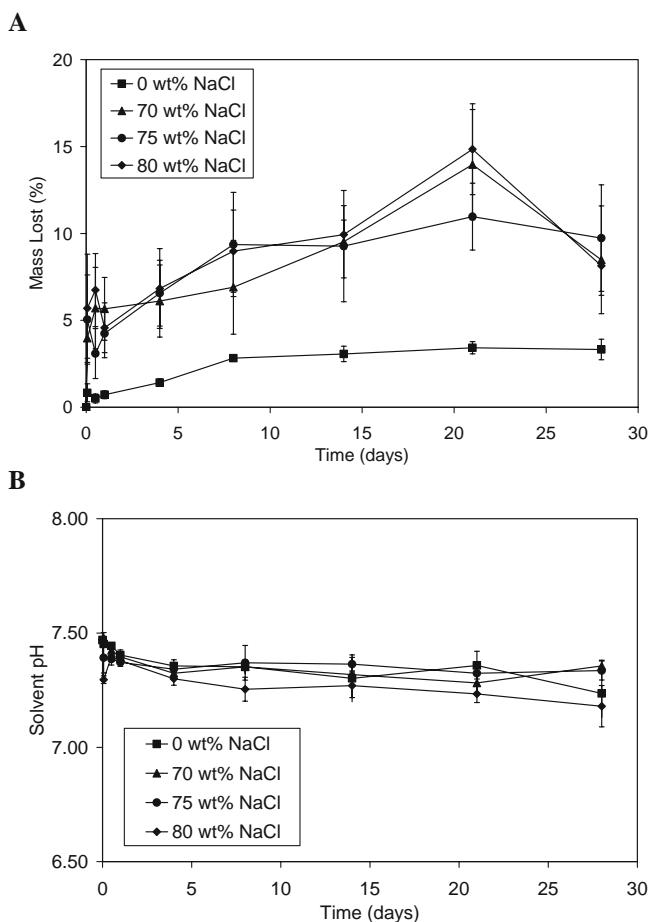 A
20
15
10
5
0
Mass Lost (%)
0 wt% NaCl
70 wt% NaCl
75 wt% NaCl
80 wt% NaCl
0 5 10 15 20 25 30
Time (days)
B
8.00
7.50
7.00
6.50
Solvent pH
0 wt% NaCl
70 wt% NaCl
75 wt% NaCl
80 wt% NaCl
0 5 10 15 20 25 30
Time (days)